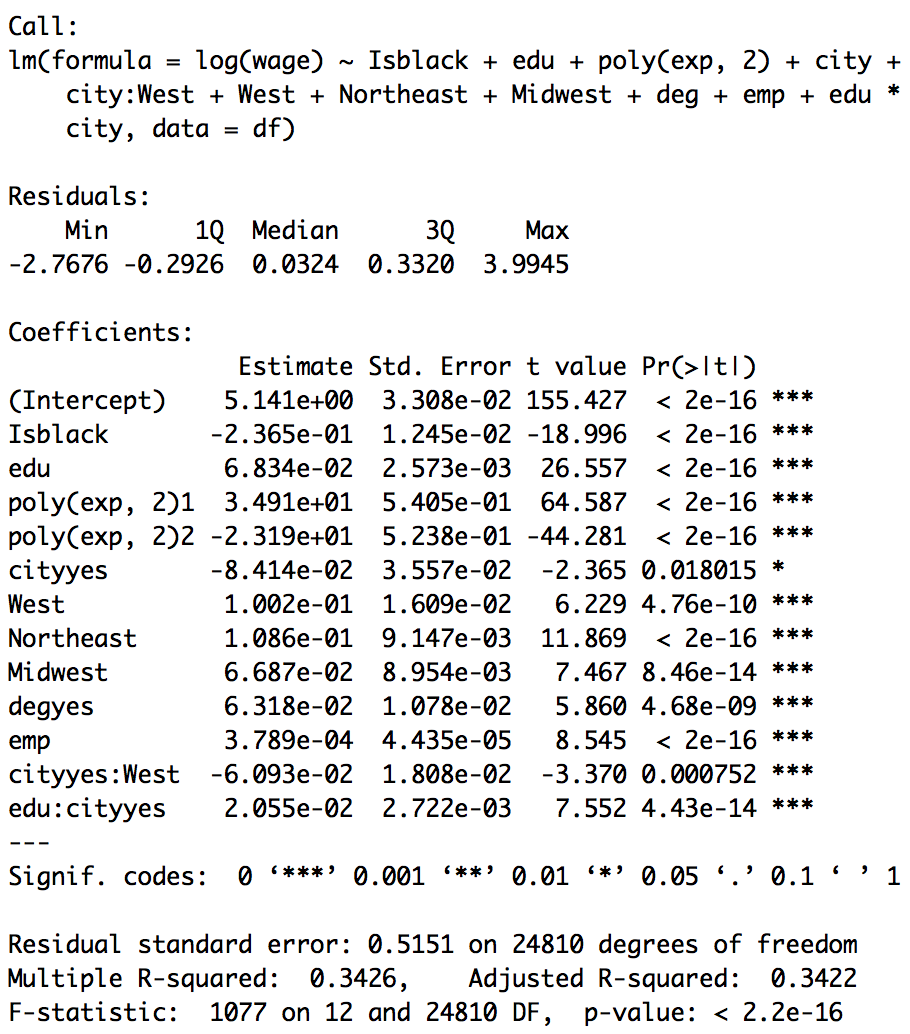 Call:
lm(formula = log(wage) ~ Isblack + edu + poly(exp, 2) + city +
    city:West + West + Northeast + Midwest + deg + emp + edu *
    city, data = df)

Residuals:
    Min      1Q  Median      3Q     Max
-2.7676 -0.2926  0.0324  0.3320  3.9945

Coefficients:
                Estimate Std. Error t value Pr(>|t|)
(Intercept)    5.141e+00  3.308e-02 155.427  < 2e-16 ***
Isblack       -2.365e-01  1.245e-02 -18.996  < 2e-16 ***
edu            6.834e-02  2.573e-03  26.557  < 2e-16 ***
poly(exp, 2)1  3.491e+01  5.405e-01  64.587  < 2e-16 ***
poly(exp, 2)2 -2.319e+01  5.238e-01 -44.281  < 2e-16 ***
cityyes       -8.414e-02  3.557e-02  -2.365 0.018015 *
West           1.002e-01  1.609e-02   6.229 4.76e-10 ***
Northeast      1.086e-01  9.147e-03  11.869  < 2e-16 ***
Midwest        6.687e-02  8.954e-03   7.467 8.46e-14 ***
degyes         6.318e-02  1.078e-02   5.860 4.68e-09 ***
emp            3.789e-04  4.435e-05   8.545  < 2e-16 ***
cityyes:West  -6.093e-02  1.808e-02  -3.370 0.000752 ***
edu:cityyes    2.055e-02  2.722e-03   7.552 4.43e-14 ***
---
Signif. codes:  0 ‘***’ 0.001 ‘**’ 0.01 ‘*’ 0.05 ‘.’ 0.1 ‘ ’ 1

Residual standard error: 0.5151 on 24810 degrees of freedom
Multiple R-squared:  0.3426,	Adjusted R-squared:  0.3422
F-statistic:  1077 on 12 and 24810 DF,  p-value: < 2.2e-16